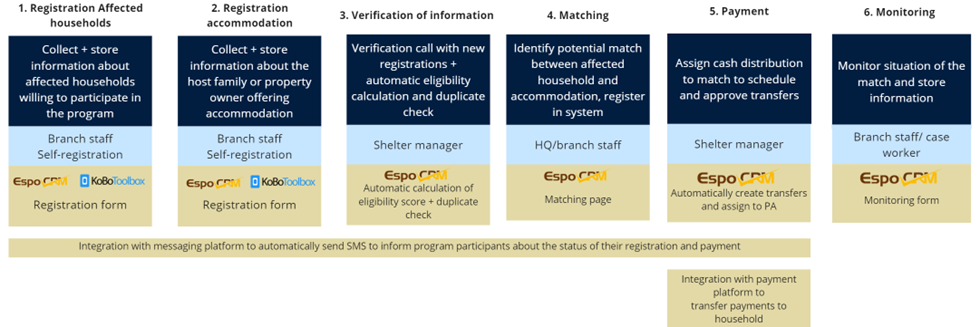 1. Registration Affected
households
Collect + store
information about
affected households
willing to participate in
the program
Branch staff
Self-registration
Espo CRM KoBoToolbox
Registration form
2. Registration
accommodation
Collect + store
information about the
host family or property
owner offering
accommodation
Branch staff
Self-registration
Espo CRM KoBoToolbox
Registration form
3. Verification of information
Verification call with new
registrations +
automatic eligibility
calculation and duplicate
check
Shelter manager
Espo CRM
Automatic calculation of
eligibility score + duplicate
check
4. Matching
Identify potential match
between affected
household and
accommodation, register
in system
HQ/branch staff
Espo CRM
Matching page
5. Payment
Assign cash distribution
to match to schedule
and approve transfers
Shelter manager
Espo CRM
Automatically create transfers
and assign to PA
6. Monitoring
Monitor situation of the
match and store
information
Branch staff/ case
worker
Espo CRM
Monitoring form
Integration with messaging platform to automatically send SMS to inform program participants about the status of their registration and payment
Integration with payment
platform to
transfer payments to
household